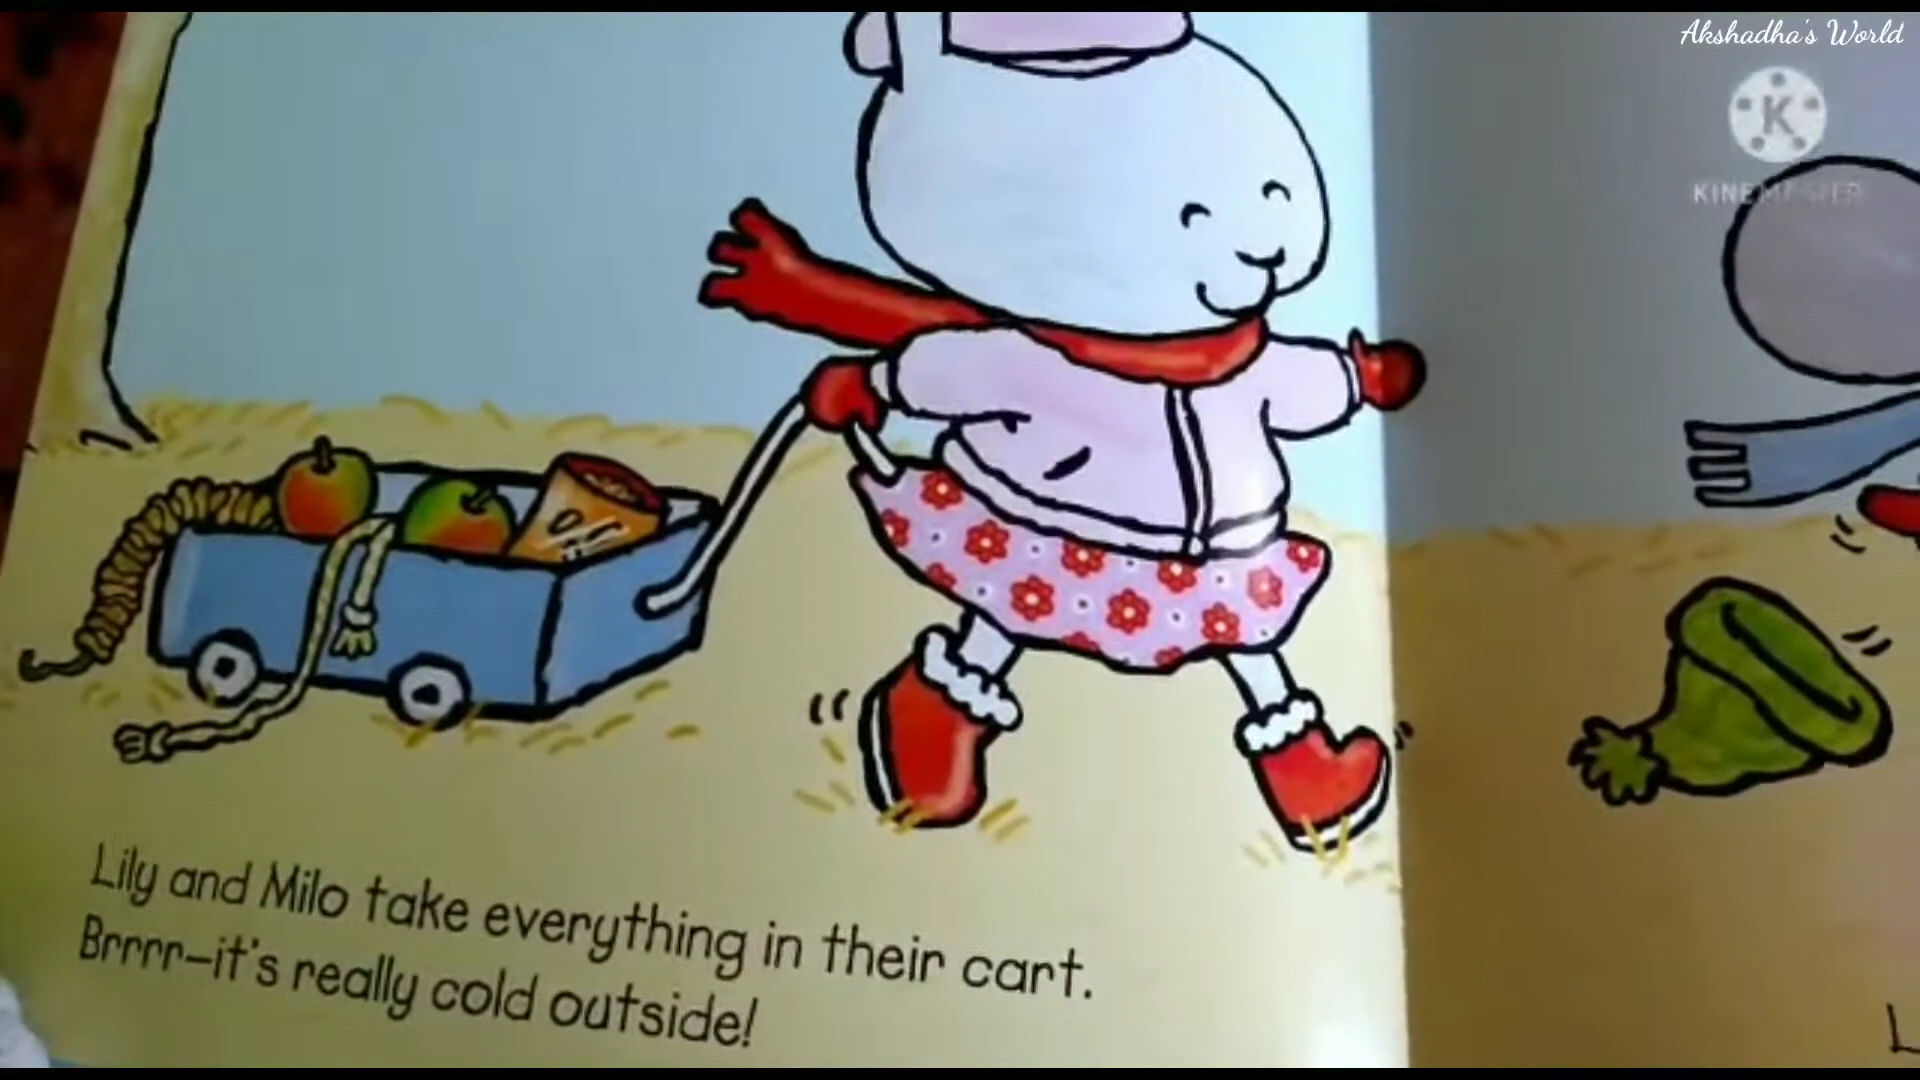 Akshadha's World
K
KINEMASTER
Lily and Milo take everything in their cart.
Brrrr–it's really cold outside!
L